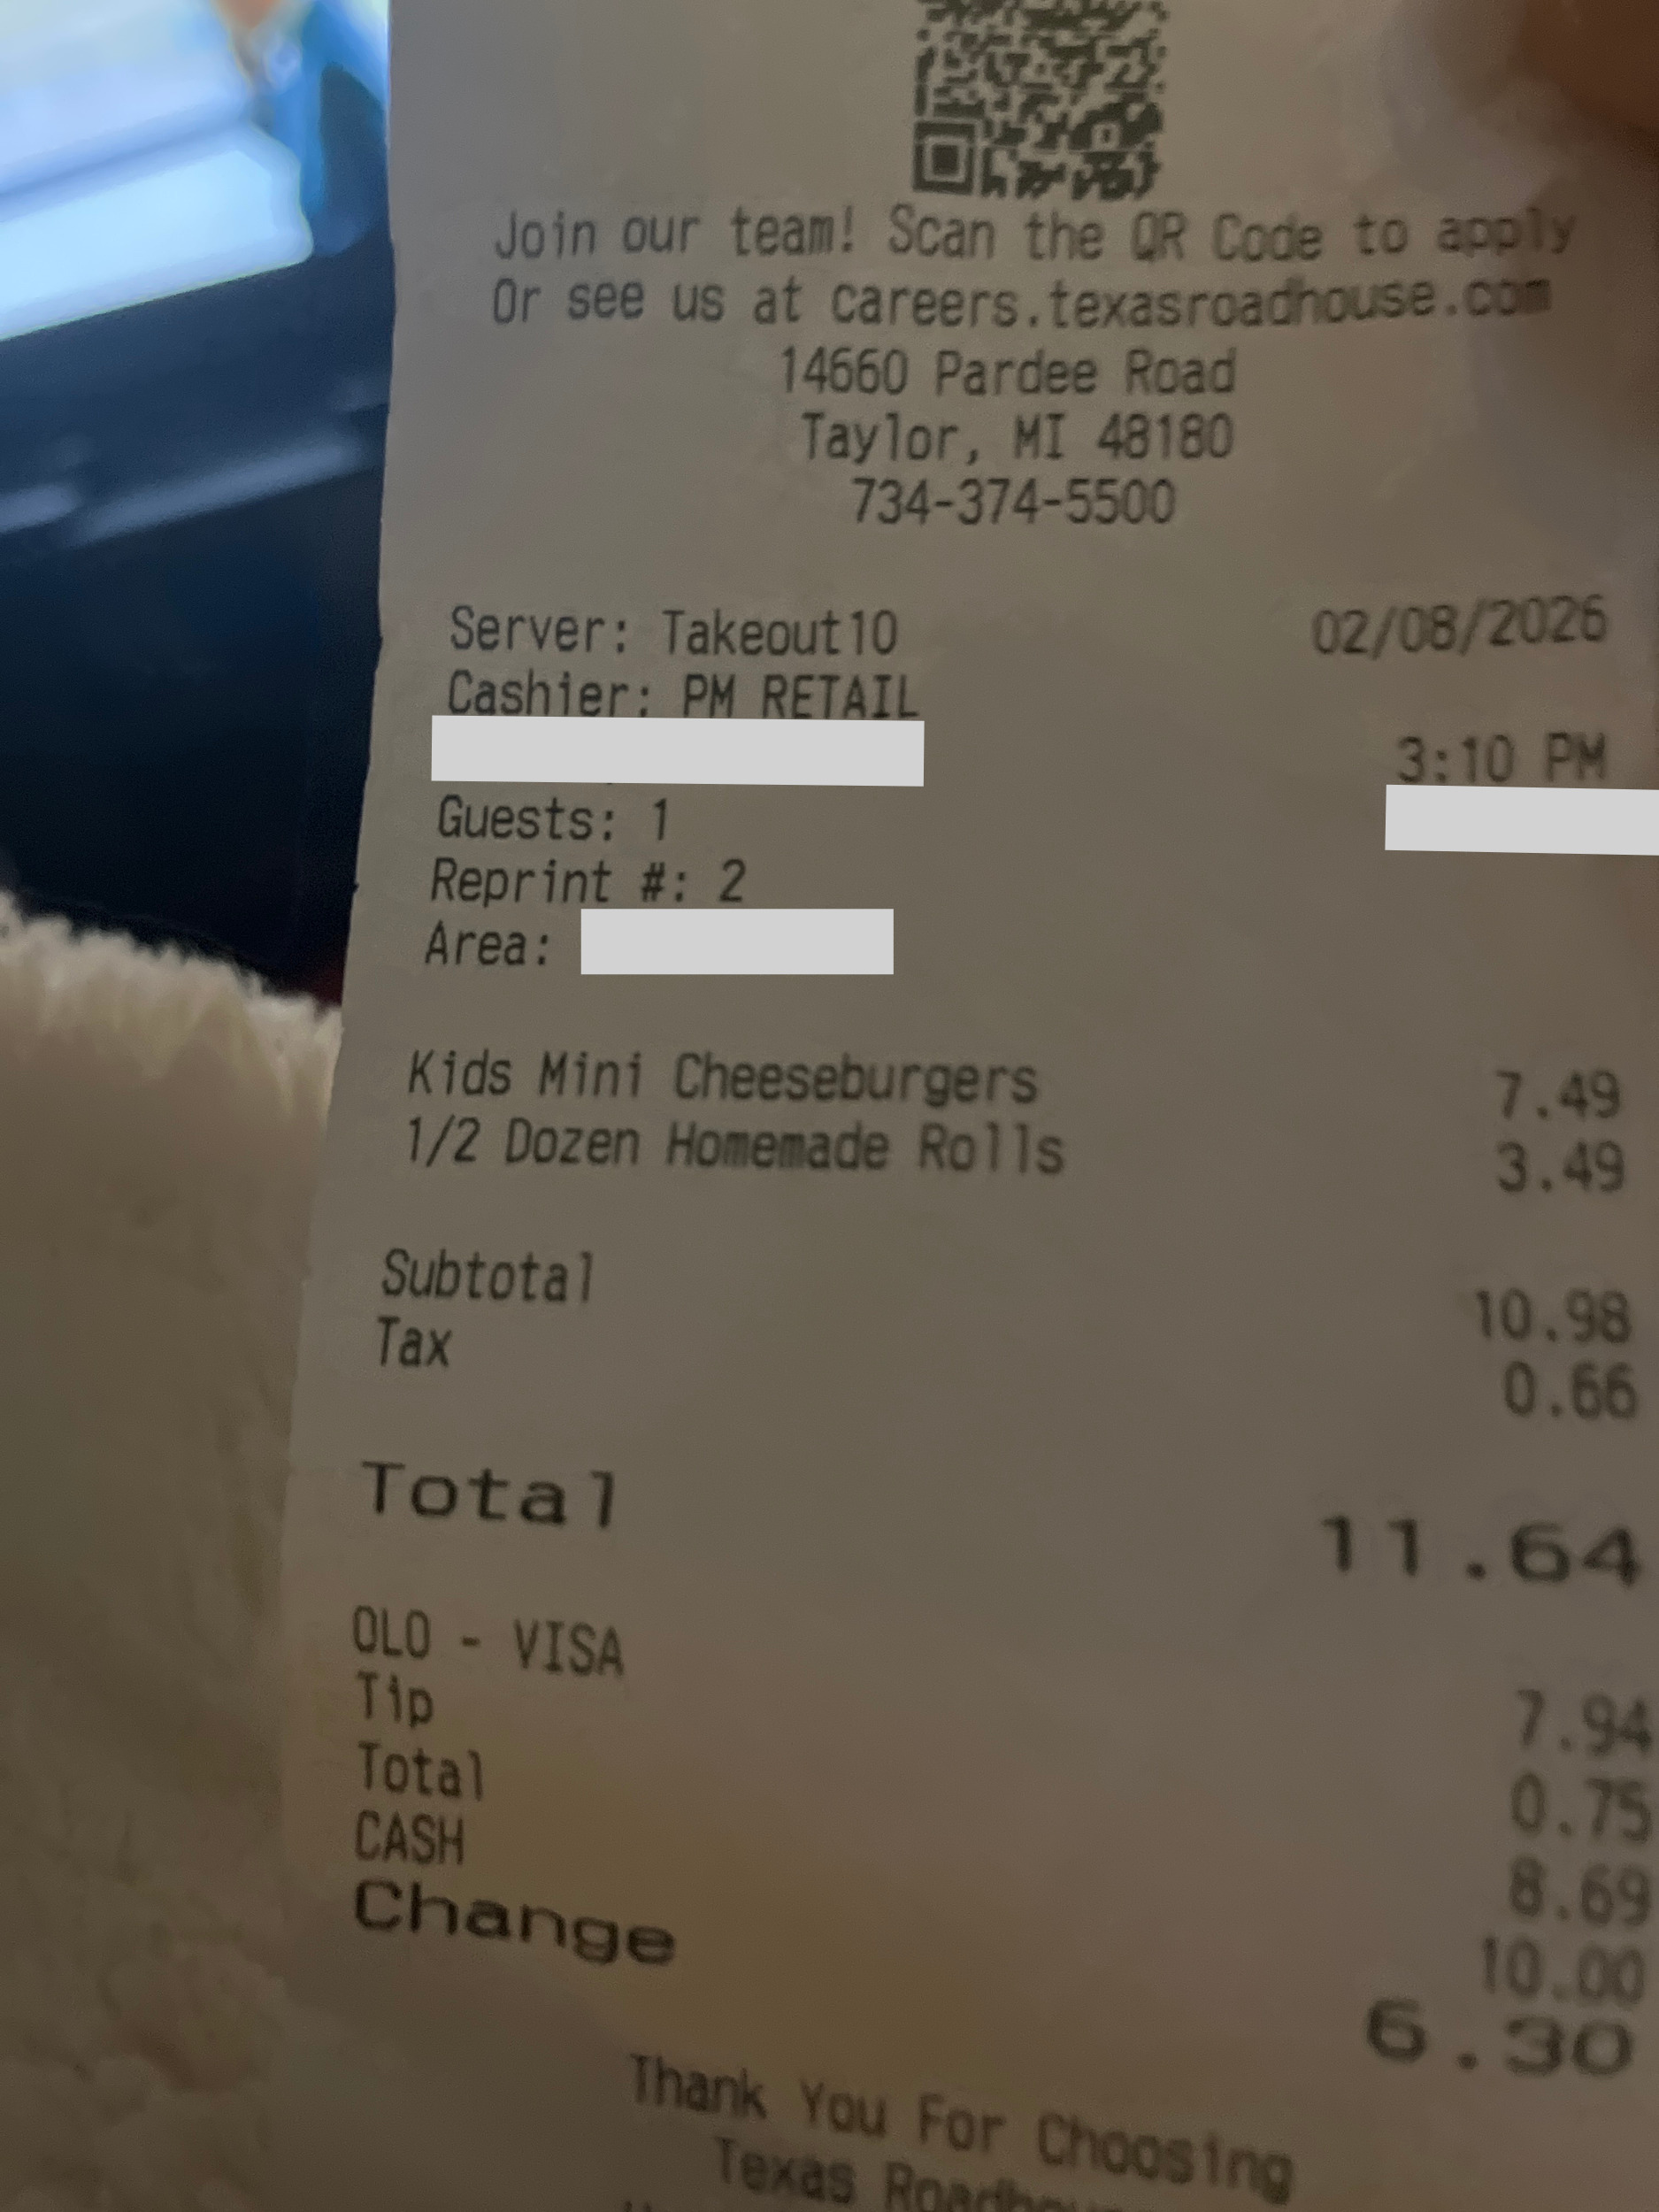 Join our team! Scan the QR Code to apply
Or see us at careers.texasroadhouse.com
14660 Pardee Road
Taylor, MI 48180
734-374-5500
Server: Takeout10 02/08/2026
Cashier: PM RETAIL
3:10 PM
Guests: 1
Reprint #: 2
Area:
Kids Mini Cheeseburgers 7.49
1/2 Dozen Homemade Rolls 3.49
Subtotal 10.98
Tax 0.66
Total 11.64
OLO - VISA 7.94
Tip 0.75
Total 8.69
CASH 10.00
Change 6.30
Thank You For Choosing
Texas